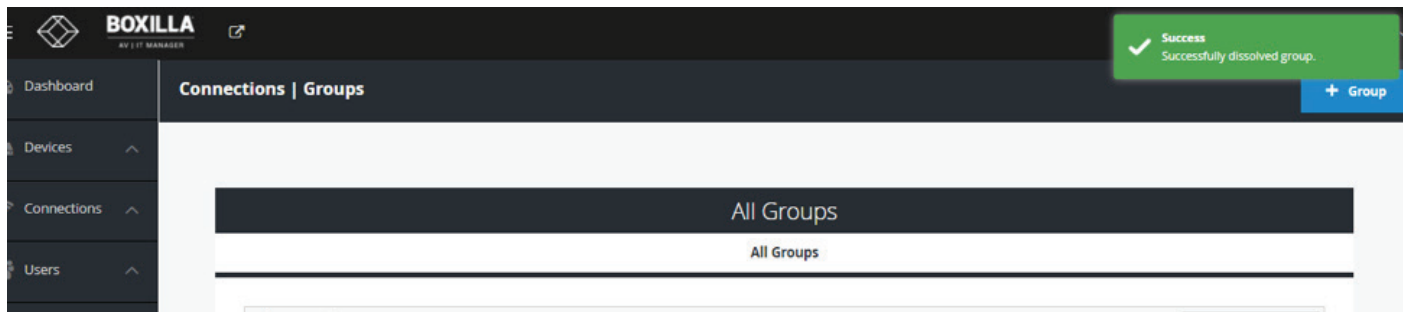 BOXILLA
AV | IT MANAGER
Success
Successfully dissolved group.
Dashboard
Connections | Groups
+ Group
Devices
Connections
All Groups
All Groups
Users